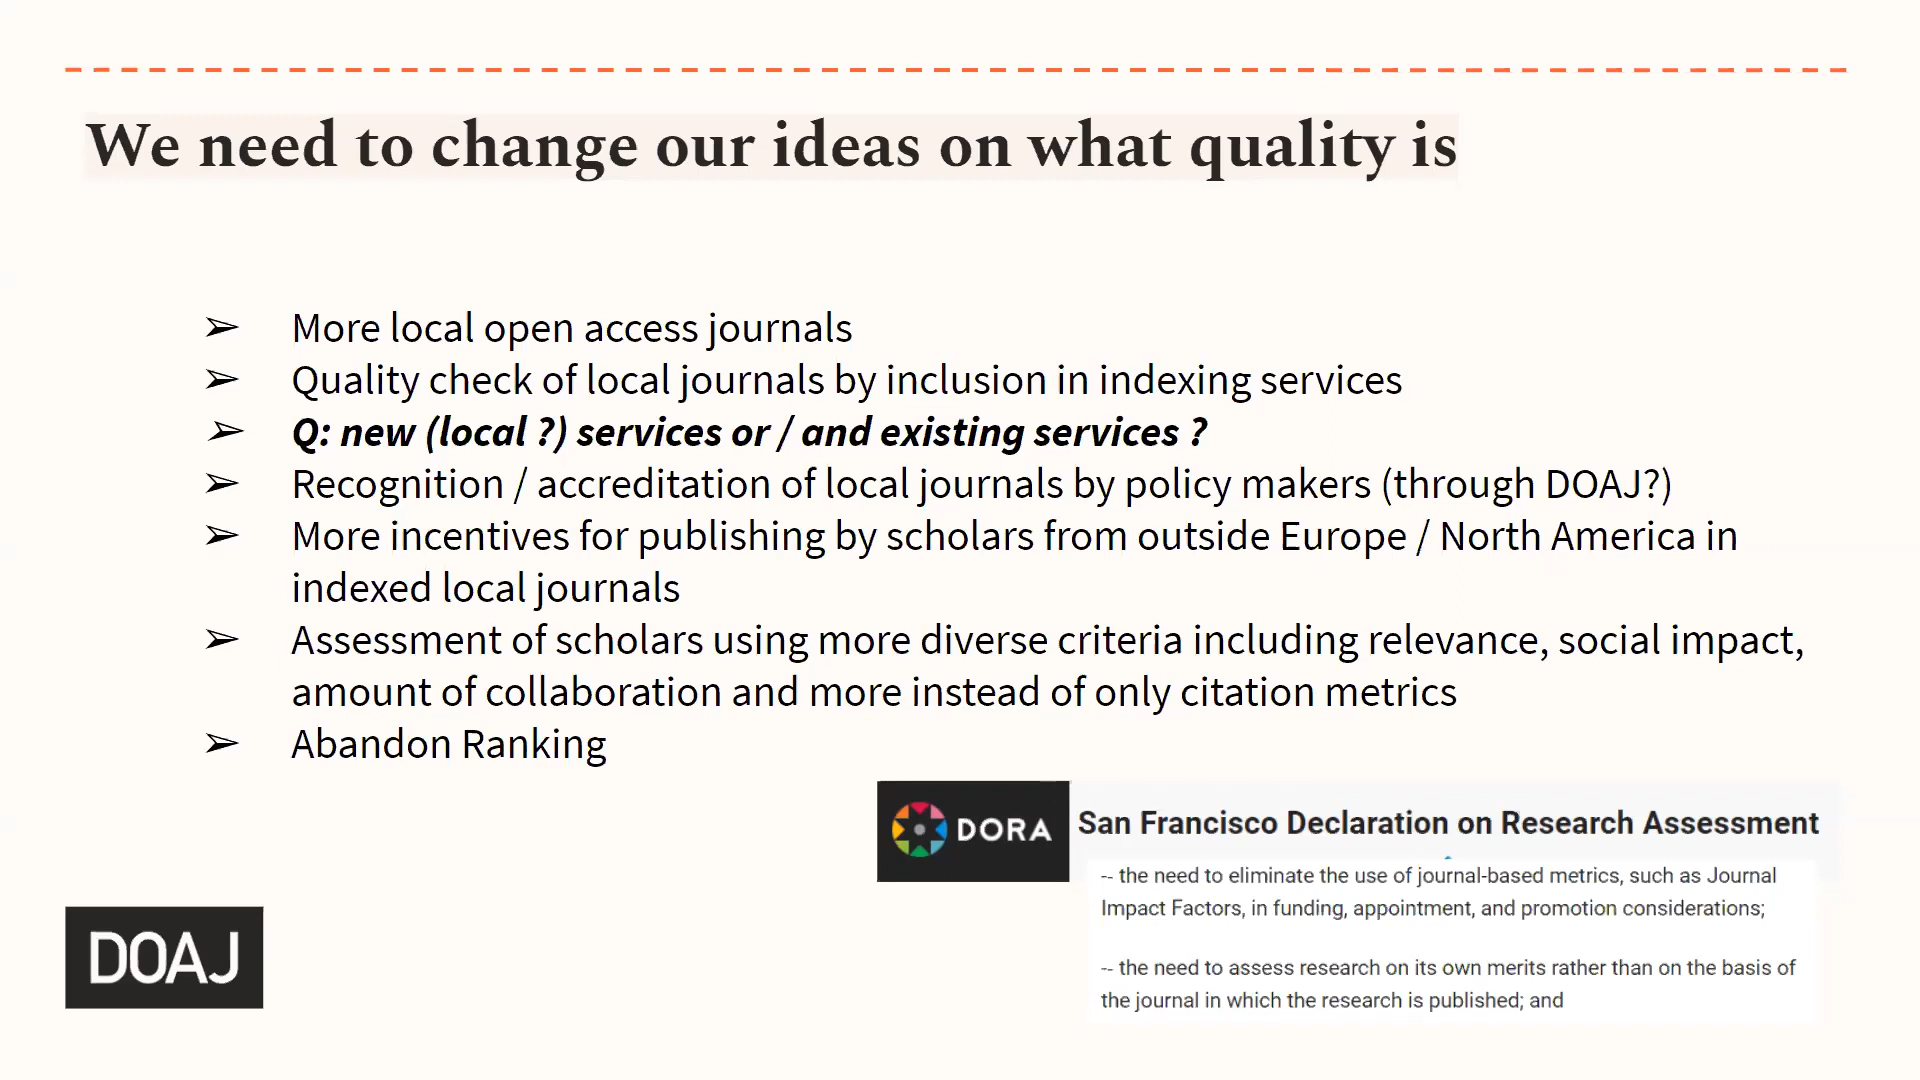 We need to change our ideas on what quality is
➢ More local open access journals
➢ Quality check of local journals by inclusion in indexing services
➢ Q: new (local ?) services or / and existing services ?
➢ Recognition / accreditation of local journals by policy makers (through DOAJ?)
➢ More incentives for publishing by scholars from outside Europe / North America in
indexed local journals
➢ Assessment of scholars using more diverse criteria including relevance, social impact,
amount of collaboration and more instead of only citation metrics
➢ Abandon Ranking
DORA
San Francisco Declaration on Research Assessment
-- the need to eliminate the use of journal-based metrics, such as Journal
Impact Factors, in funding, appointment, and promotion considerations;
-- the need to assess research on its own merits rather than on the basis of
the journal in which the research is published; and
DOAJ